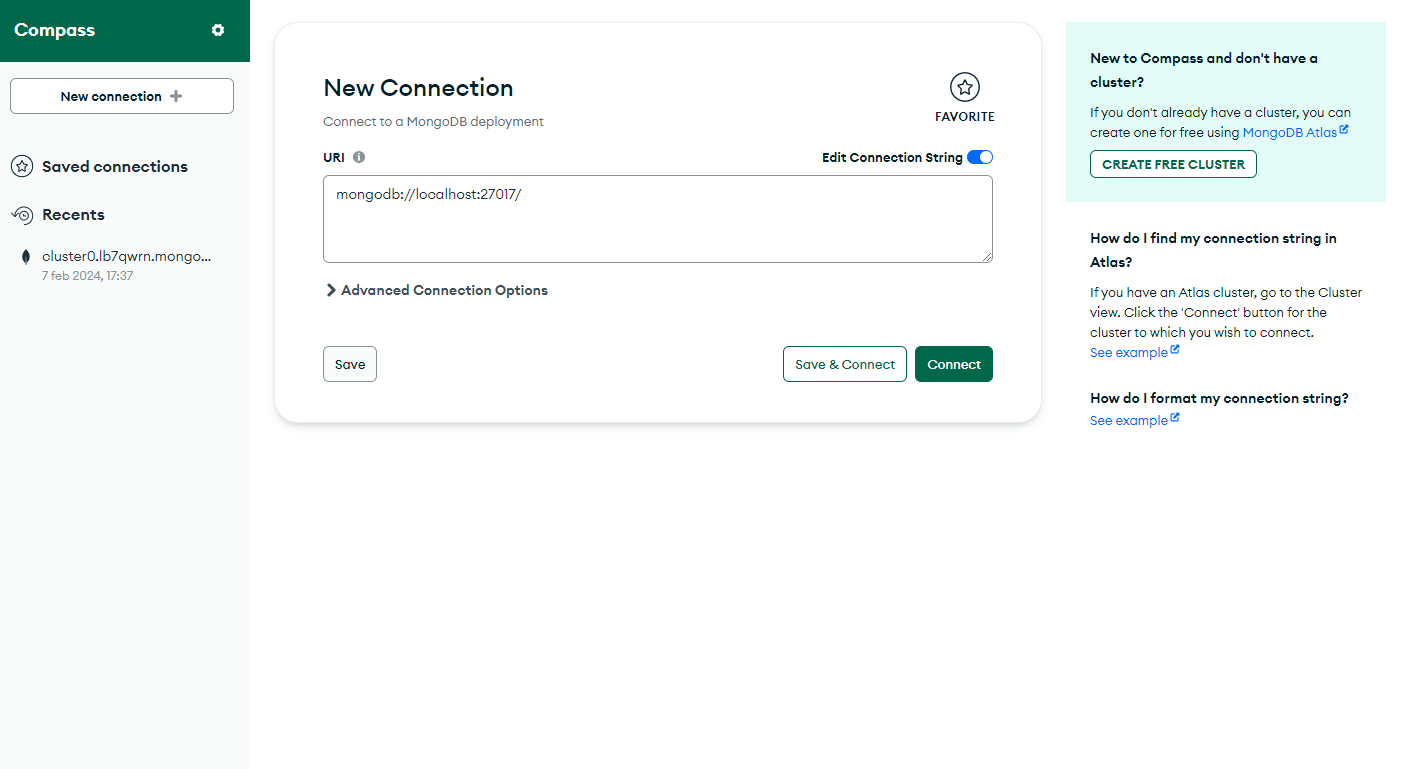 Compass
New connection
Saved connections
Recents
cluster0.lb7qwrn.mongo...
7 feb 2024, 17:37
New Connection
Connect to a MongoDB deployment
FAVORITE
URI
Edit Connection String
mongodb://localhost:27017/
Advanced Connection Options
Save
Save & Connect
Connect
New to Compass and don't have a
cluster?
If you don't already have a cluster, you can
create one for free using MongoDB Atlas
CREATE FREE CLUSTER
How do I find my connection string in
Atlas?
If you have an Atlas cluster, go to the Cluster
view. Click the 'Connect' button for the
cluster to which you wish to connect.
See example
How do I format my connection string?
See example